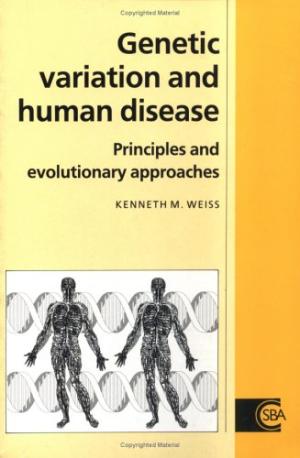 Copyrighted Material
Genetic
variation and
human disease
Principles and
evolutionary approaches
KENNETH M. WEISS
CSBA
Copyrighted Material